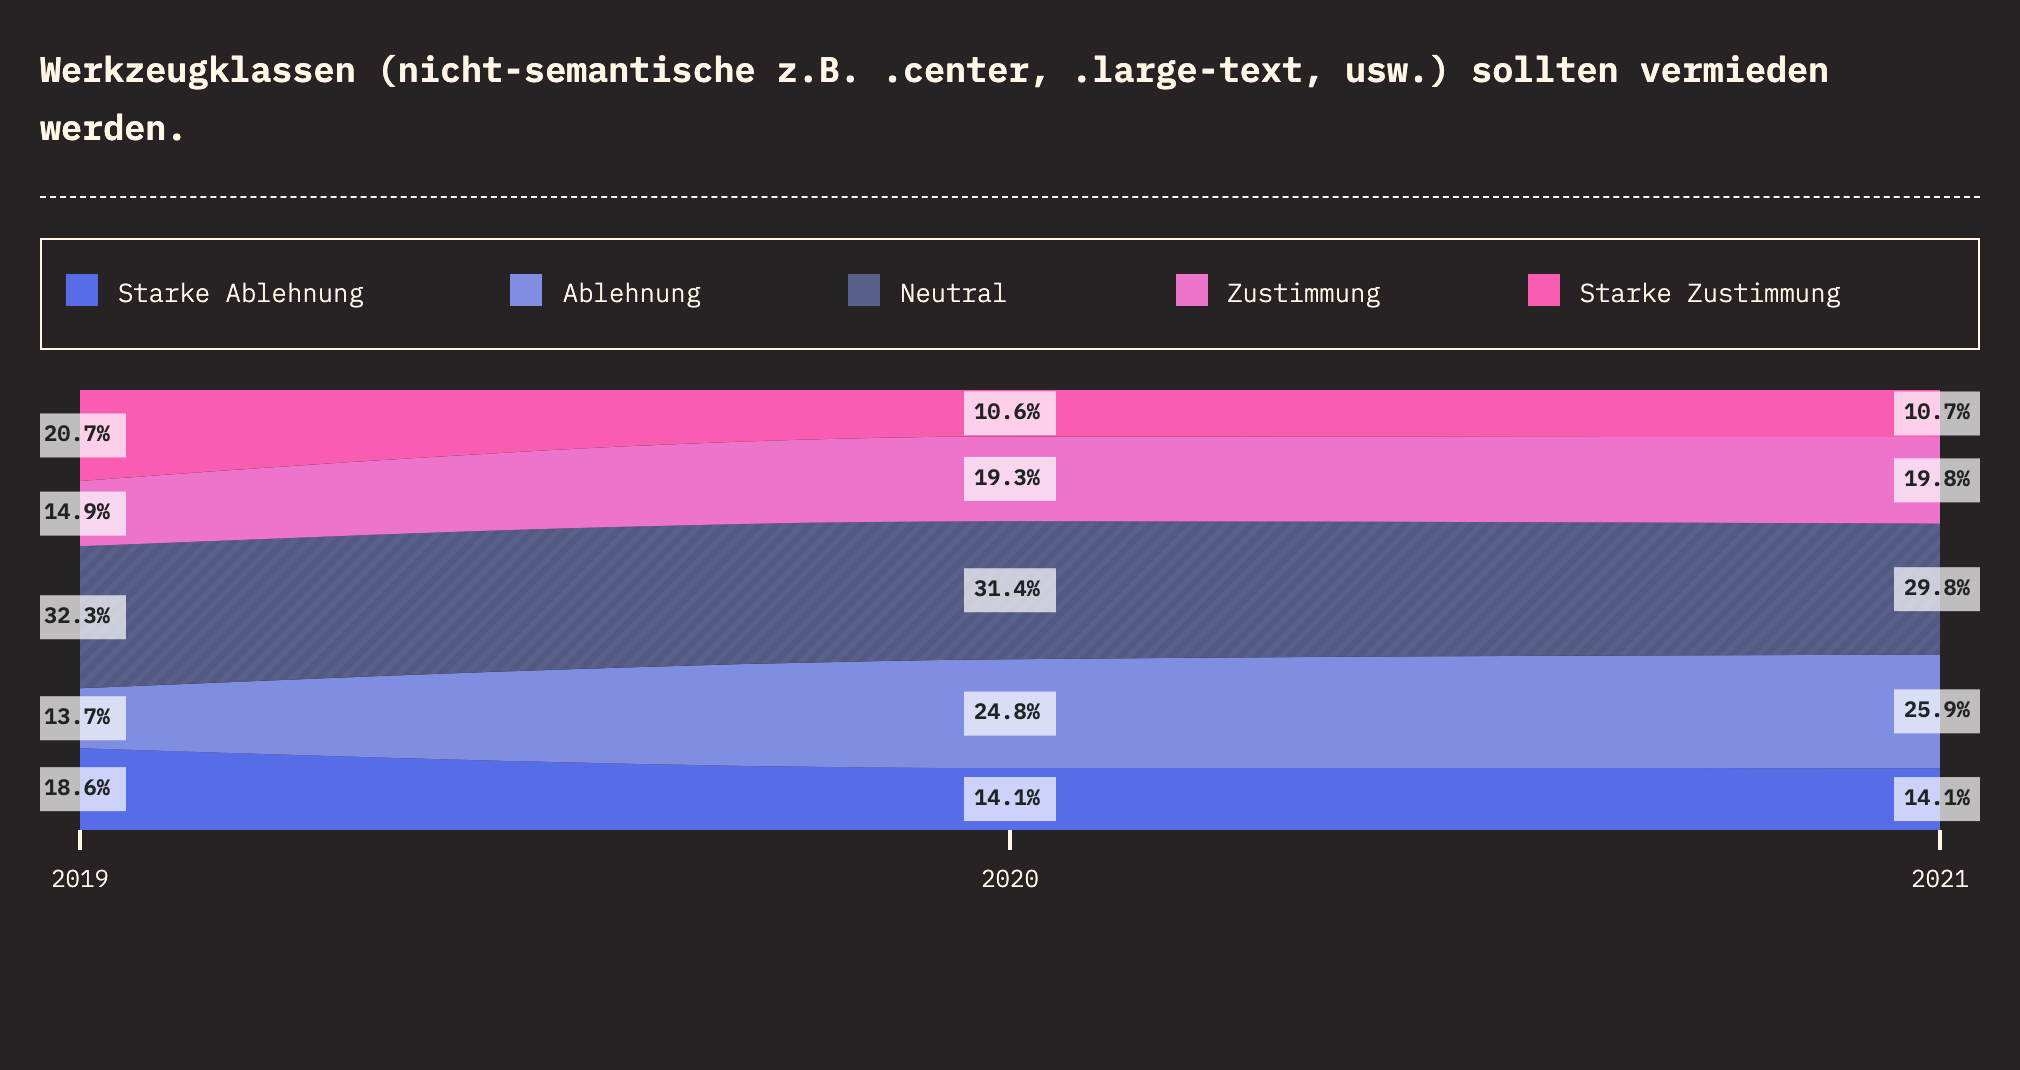 Werkzeugklassen (nicht-semantische z.B. .center, .large-text, usw.) sollten vermieden
werden.
Starke Ablehnung Ablehnung Neutral Zustimmung Starke Zustimmung
20.7% 10.6% 10.7%
14.9% 19.3% 19.8%
32.3% 31.4% 29.8%
13.7% 24.8% 25.9%
18.6% 14.1% 14.1%
2019 2020 2021